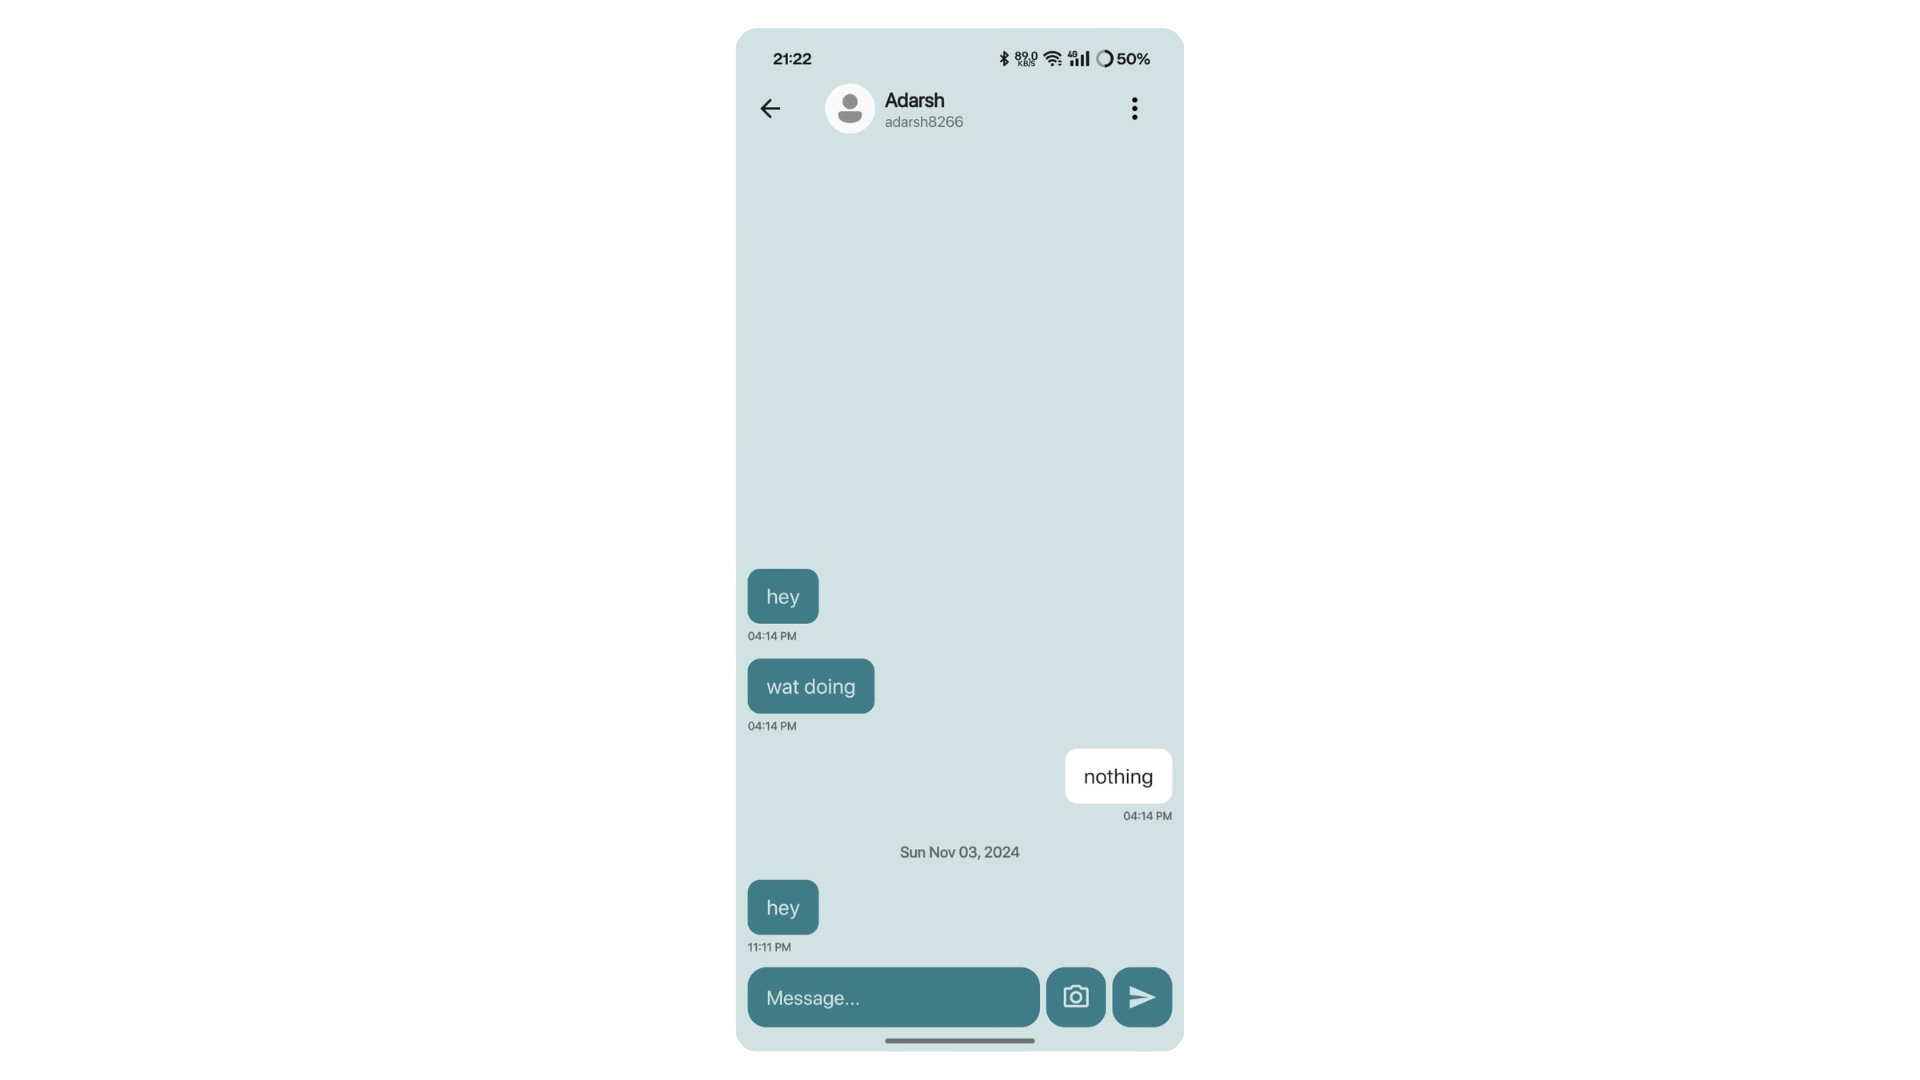 21:22
89.0
KB/S
4G
50%
Adarsh
adarsh8266
hey
04:14 PM
wat doing
04:14 PM
nothing
04:14 PM
Sun Nov 03, 2024
hey
11:11 PM
Message...